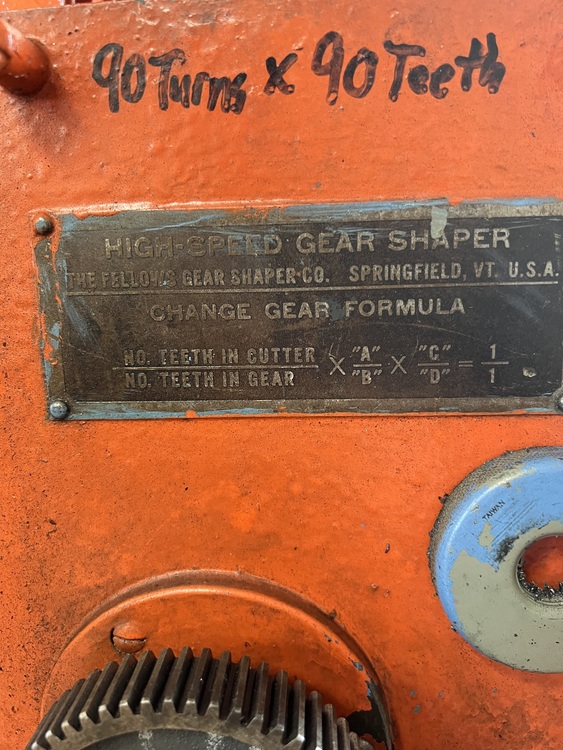 90 Turns x 90 Teeth
HIGH-SPEED GEAR SHAPER
THE FELLOWS GEAR SHAPER CO. SPRINGFIELD, VT. U.S.A.
CHANGE GEAR FORMULA
NO. TEETH IN CUTTER / NO. TEETH IN GEAR X "A" / "B" X "C" / "D" = 1 / 1
TAIWAN